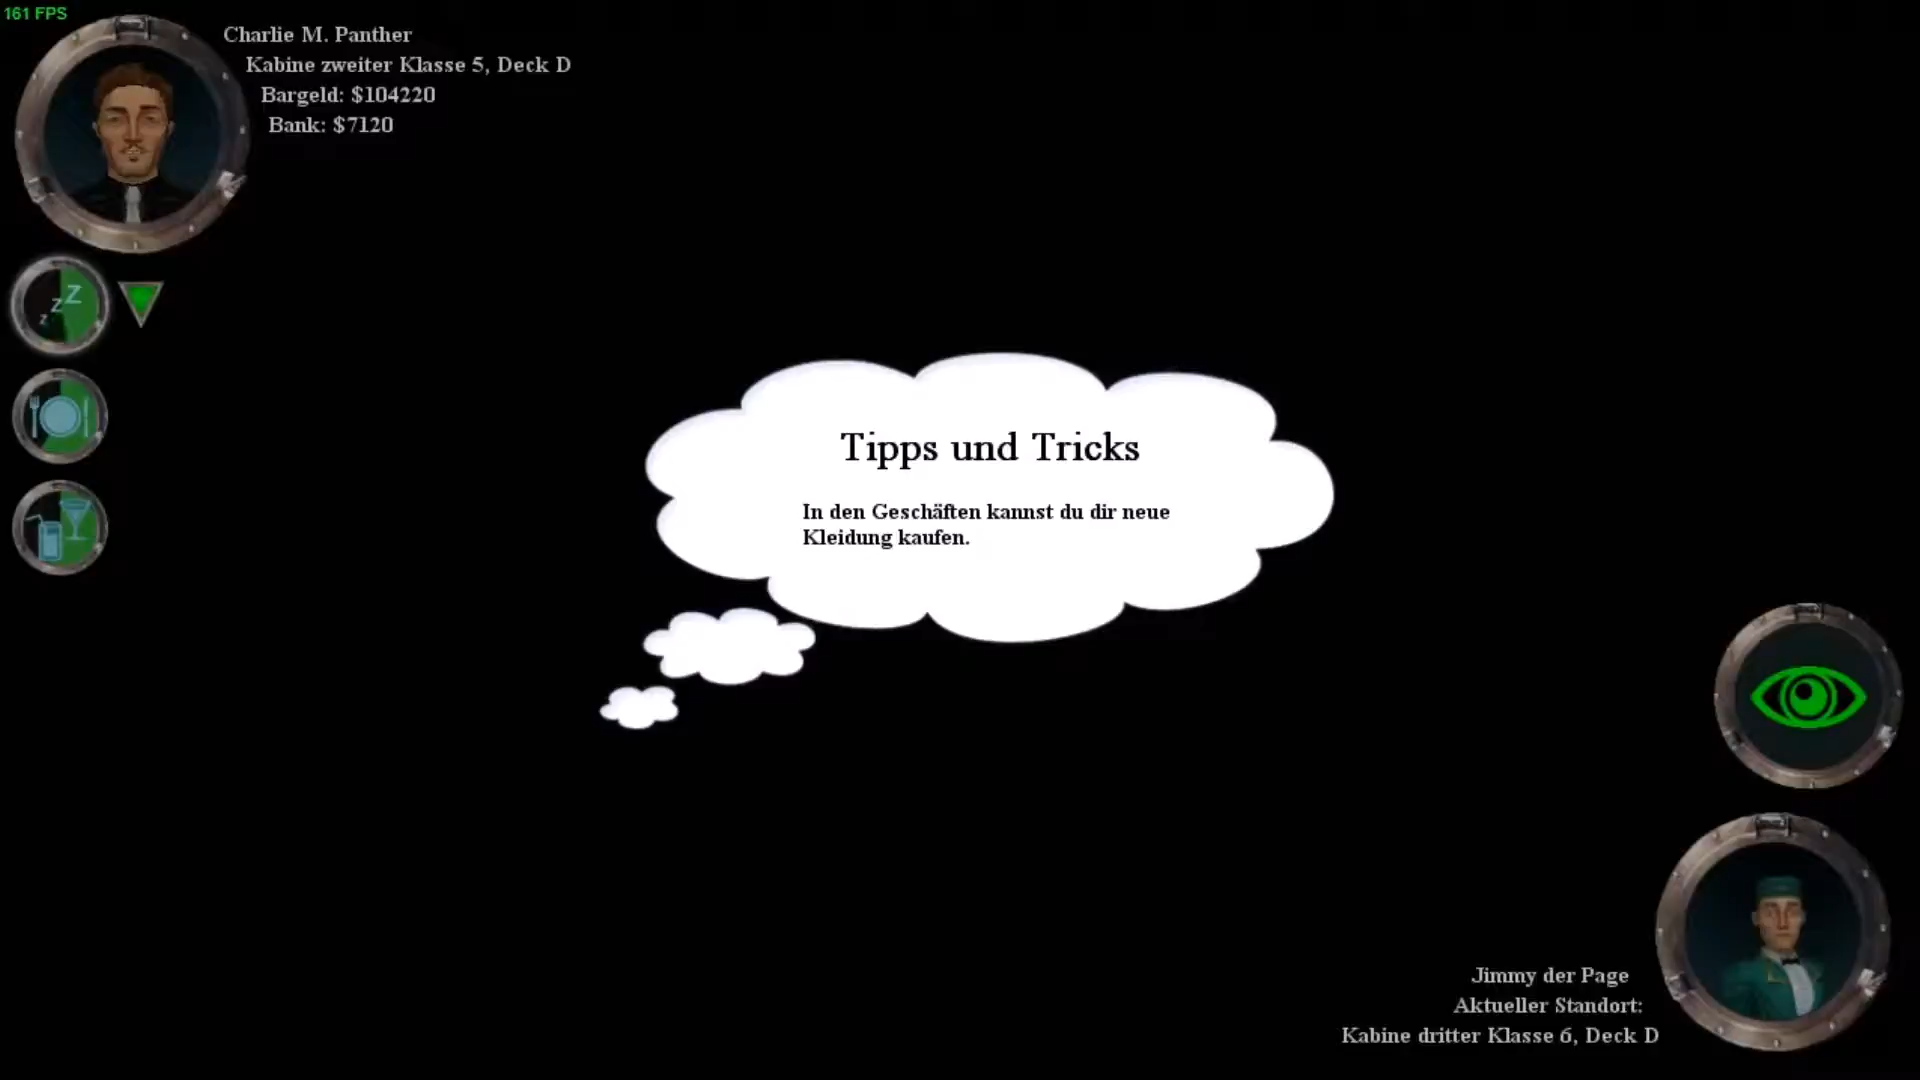 161 FPS
Charlie M. Panther
Kabine zweiter Klasse 5, Deck D
Bargeld: $104220
Bank: $7120
z z Z
Tipps und Tricks
In den Geschäften kannst du dir neue
Kleidung kaufen.
Jimmy der Page
Aktueller Standort:
Kabine dritter Klasse 6, Deck D